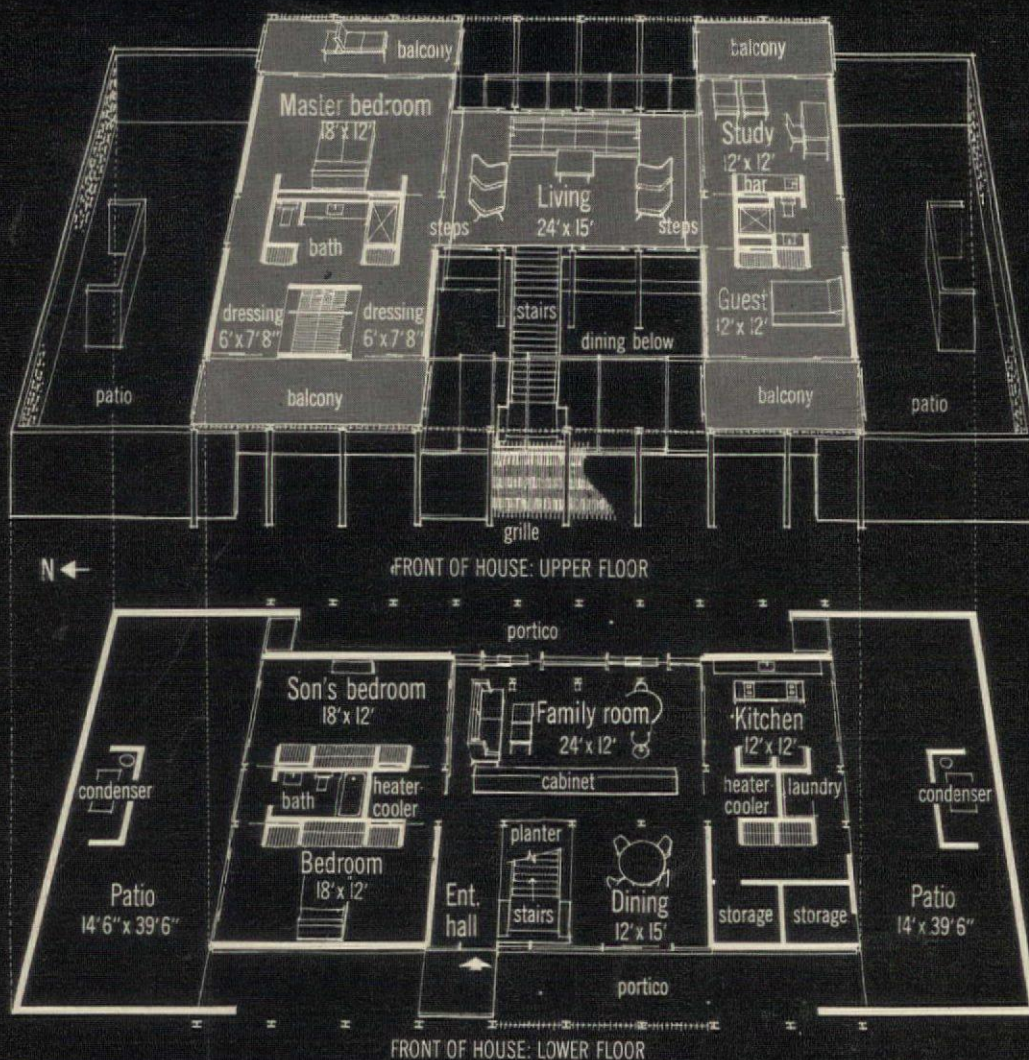 balcony
balcony
Master bedroom
18' x 12'
Study
12' x 12'
bar
Living
24' x 15'
steps
steps
bath
dressing
6' x 7' 8"
dressing
6' x 7' 8"
stairs
Guest
12' x 12'
dining below
patio
balcony
balcony
patio
grille
N
FRONT OF HOUSE: UPPER FLOOR
portico
Son's bedroom
18' x 12'
Family room
24' x 12'
Kitchen
12' x 12'
cabinet
condenser
bath
heater-
cooler
heater-
cooler
laundry
condenser
planter
Bedroom
18' x 12'
Patio
14' 6" x 39' 6"
Ent.
hall
stairs
Dining
12' x 15'
storage
storage
Patio
14' x 39' 6"
portico
FRONT OF HOUSE: LOWER FLOOR